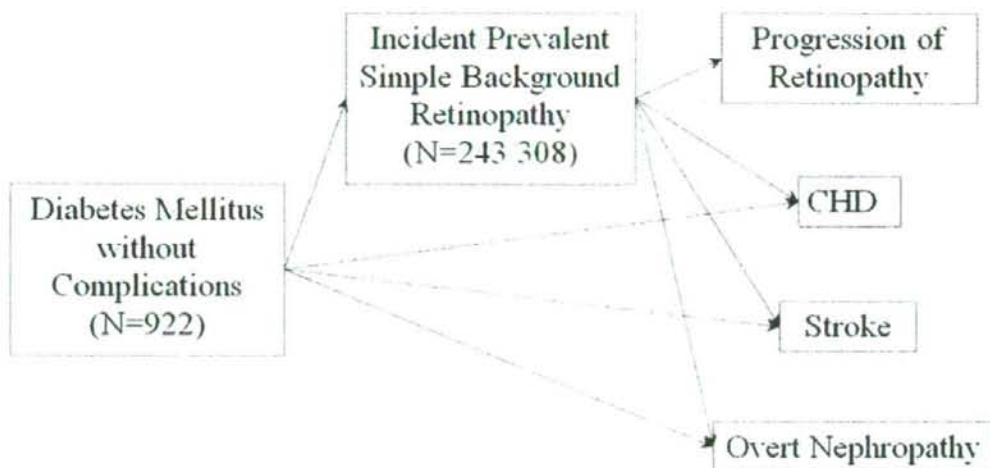 Incident Prevalent
Simple Background
Retinopathy
(N=243 308)
Progression of
Retinopathy
Diabetes Mellitus
without
Complications
(N=922)
CHD
Stroke
Overt Nephropathy